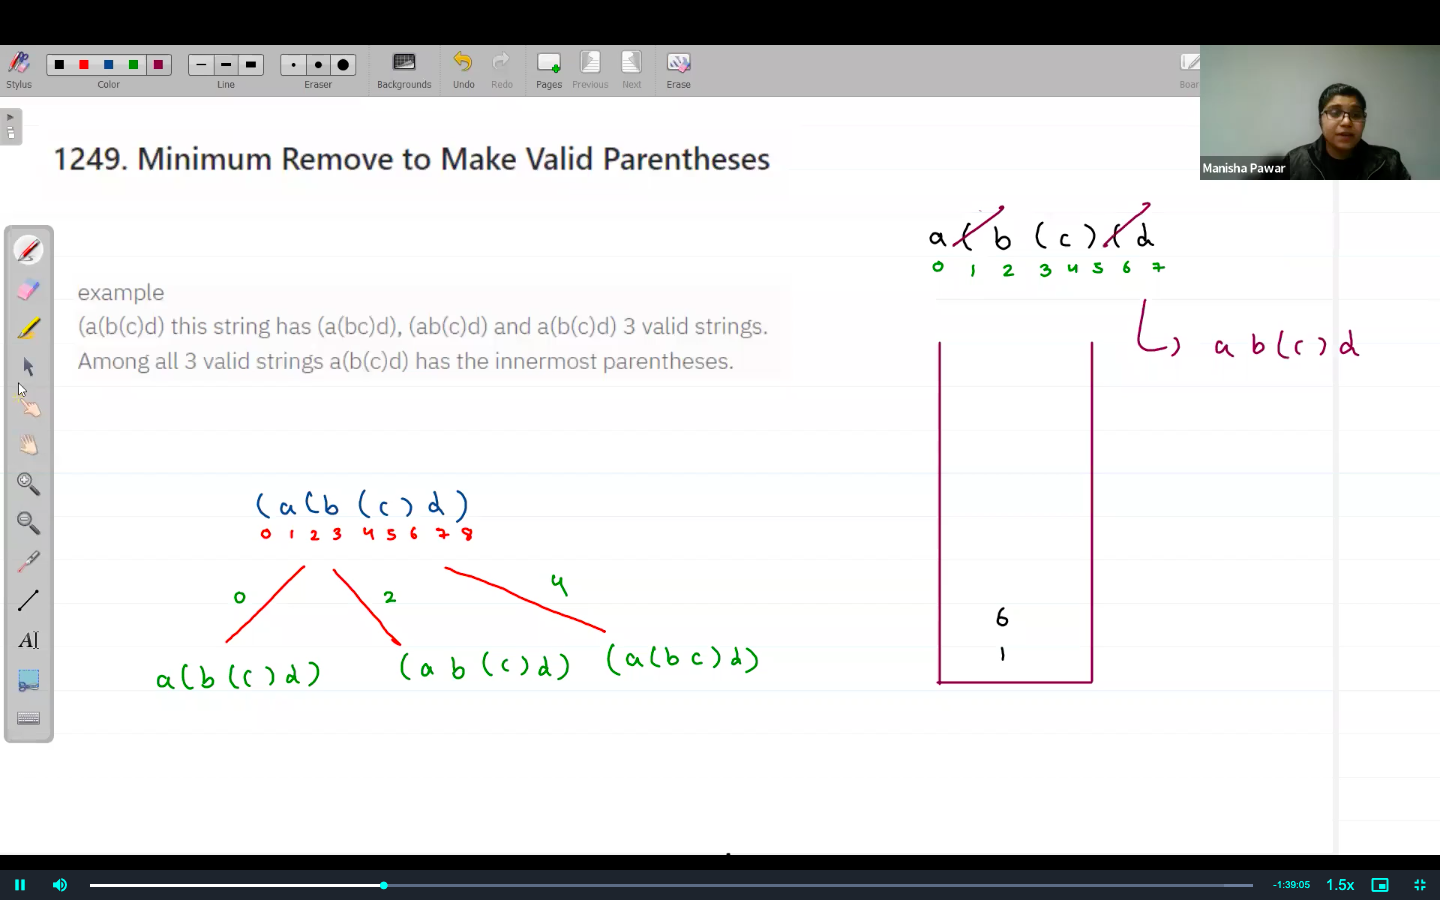 Stylus
Color
Line
Eraser
Backgrounds
Undo
Redo
Pages
Previous
Next
Erase
Boar
Manisha Pawar
1249. Minimum Remove to Make Valid Parentheses
a ( b ( c ) ( d
0 1 2 3 4 5 6 7
example
(a(b(c)d) this string has (a(bc)d), (ab(c)d) and a(b(c)d) 3 valid strings.
Among all 3 valid strings a(b(c)d) has the innermost parentheses.
a b ( c ) d
( a ( b ( c ) d )
0 1 2 3 4 5 6 7 8
0
2
4
a ( b ( c ) d )
( a b ( c ) d )
( a ( b c ) d )
6
1
AI
-1:39:05
1.5x